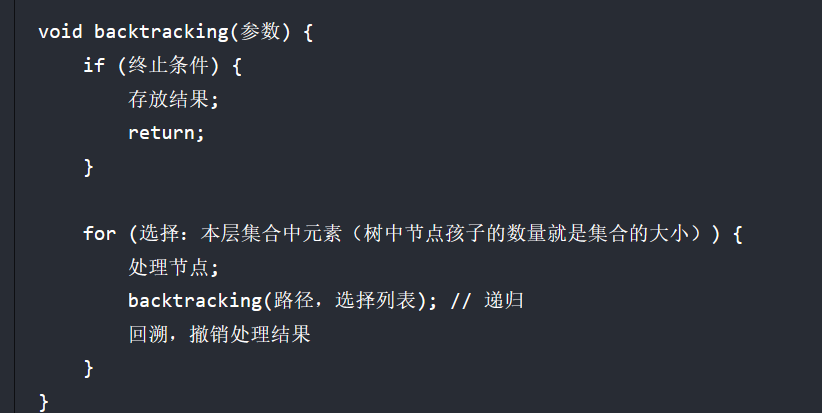 void backtracking(参数) {
    if (终止条件) {
        存放结果;
        return;
    }

    for (选择：本层集合中元素（树中节点孩子的数量就是集合的大小）) {
        处理节点;
        backtracking(路径，选择列表); // 递归
        回溯，撤销处理结果
    }
}